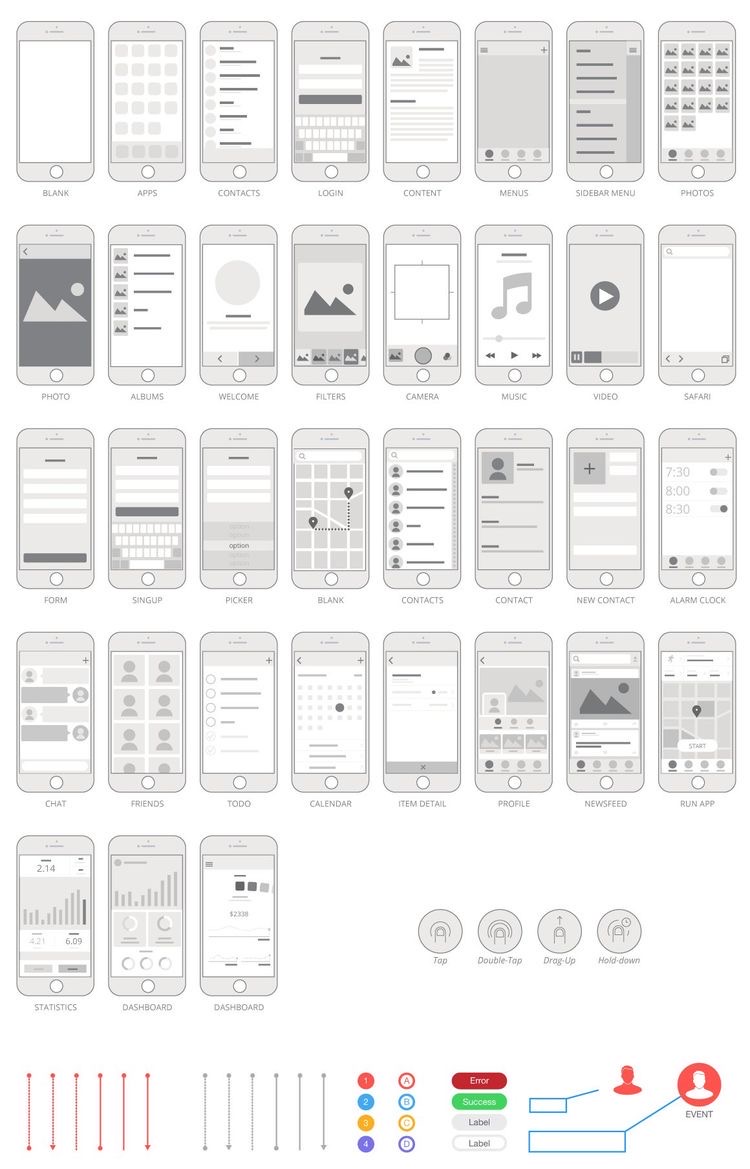 BLANK
APPS
CONTACTS
LOGIN
CONTENT
MENUS
SIDEBAR MENU
PHOTOS
PHOTO
ALBUMS
WELCOME
FILTERS
CAMERA
MUSIC
VIDEO
SAFARI
option
option
option
option
option
7:30
8:00
8:30
FORM
SINGUP
PICKER
BLANK
CONTACTS
CONTACT
NEW CONTACT
ALARM CLOCK
START
CHAT
FRIENDS
TODO
CALENDAR
ITEM DETAIL
PROFILE
NEWSFEED
RUN APP
2.14
4.21
6.09
$2338
STATISTICS
DASHBOARD
DASHBOARD
Tap
Double-Tap
Drag-Up
Hold-down
1
A
Error
2
B
Success
3
C
Label
4
D
Label
EVENT